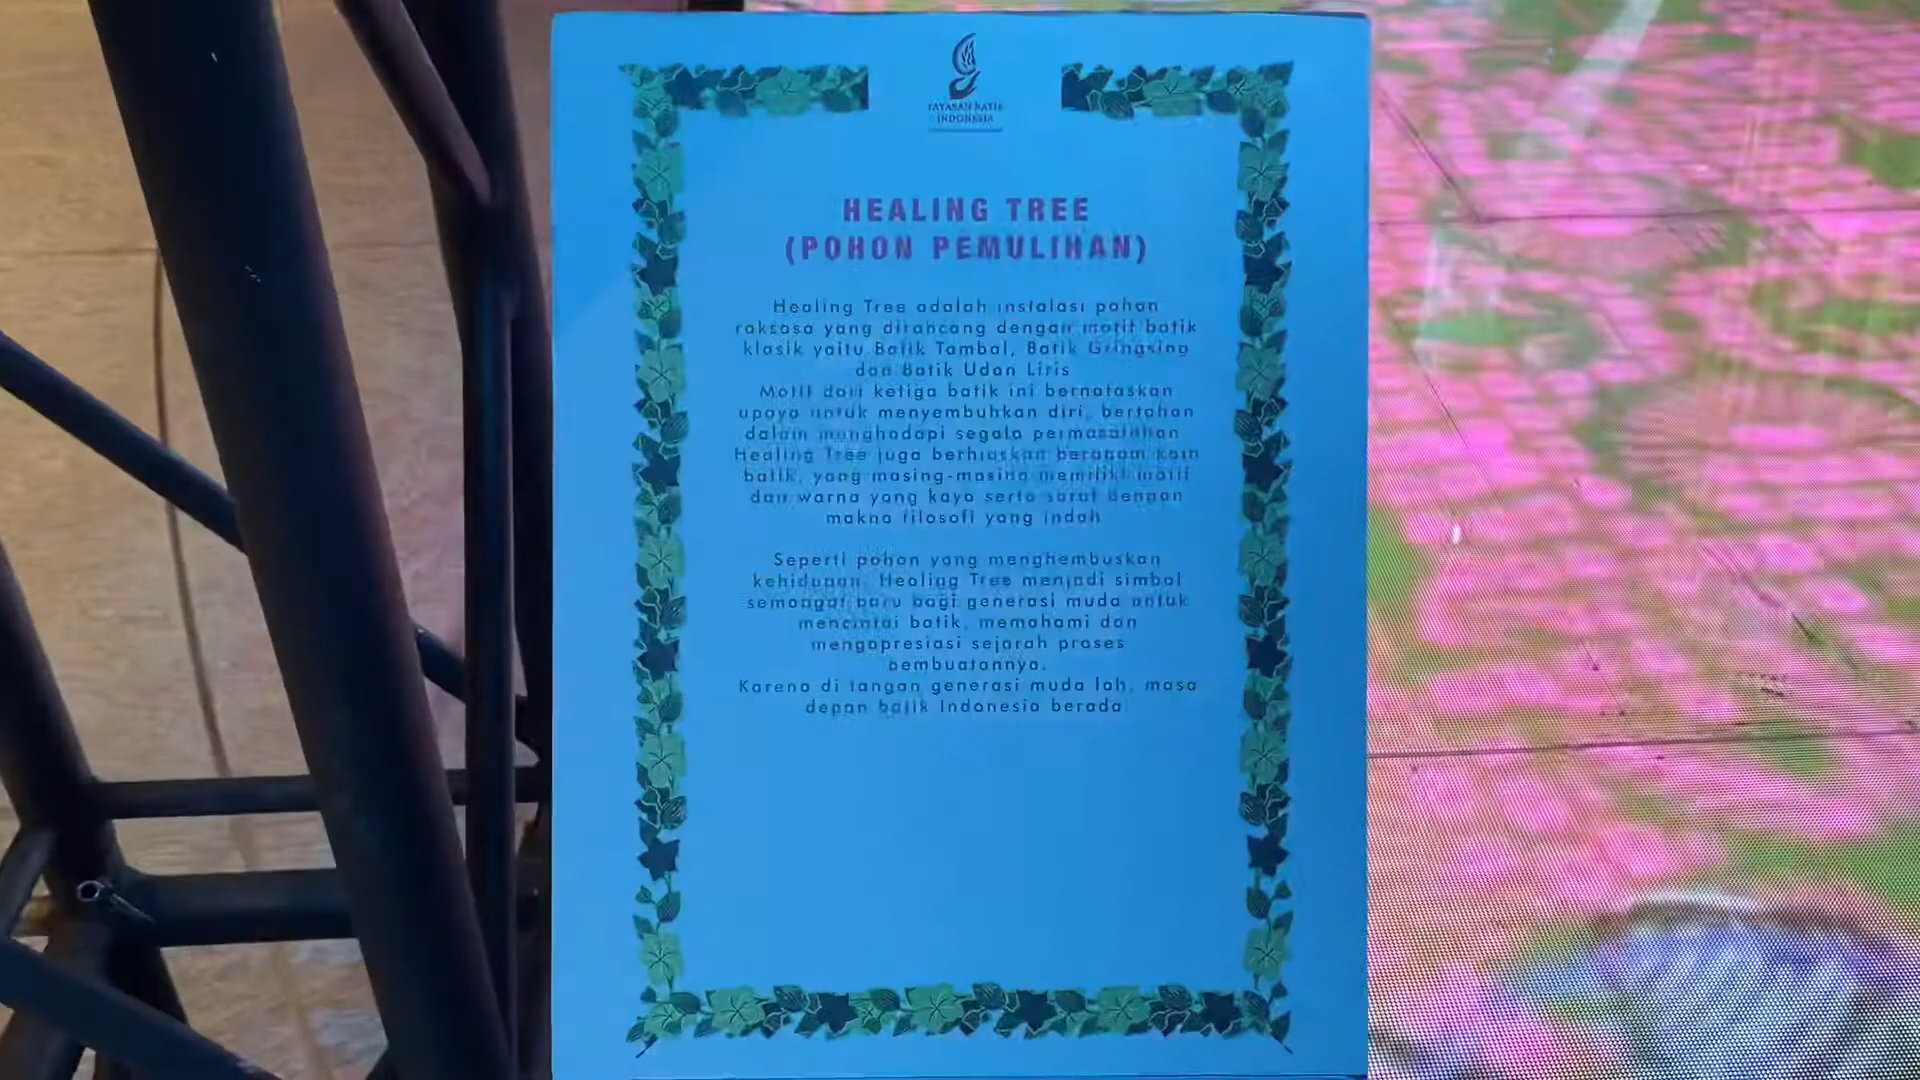 YAYASAN BATIK
INDONESIA
HEALING TREE
(POHON PEMULIHAN)
Healing Tree adalah instalasi pohon
raksasa yang dirancang dengan motif batik
klasik yaitu Batik Tambal, Batik Gringsing
dan Batik Udan Liris
Motif dari ketiga batik ini bernafaskan
upaya untuk menyembuhkan diri, bertahan
dalam menghadapi segala permasalahan
Healing Tree juga berhiaskan beragam kain
batik, yang masing-masing memiliki motif
dan warna yang kaya serta sarat dengan
makna filosofi yang indah
Seperti pohon yang menghembuskan
kehidupan, Healing Tree menjadi simbol
semangat baru bagi generasi muda untuk
mencintai batik, memahami dan
mengapresiasi sejarah proses
pembuatannya.
Karena di tangan generasi muda lah, masa
depan batik Indonesia berada